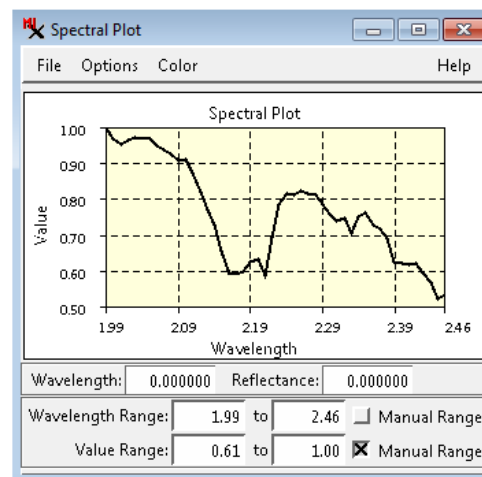 Spectral Plot
File Options Color Help
Spectral Plot
1.00
0.90
0.80
0.70
0.60
0.50
Value
1.99 2.09 2.19 2.29 2.39 2.46
Wavelength
Wavelength: 0.000000 Reflectance: 0.000000
Wavelength Range: 1.99 to 2.46 Manual Range
Value Range: 0.61 to 1.00 Manual Range